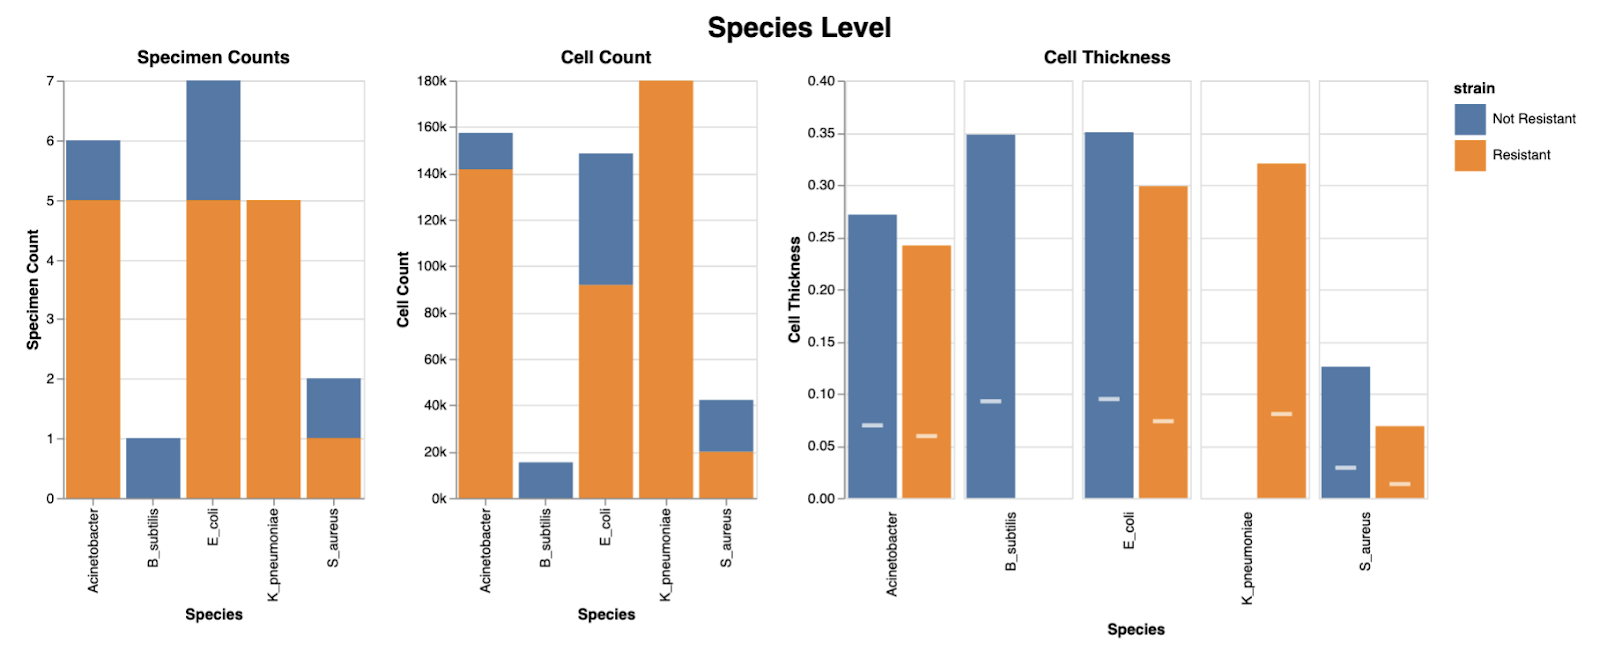 Species Level
Specimen Counts
Specimen Count
7
6
5
4
3
2
1
0
Acinetobacter
B_subtilis
E_coli
K_pneumoniae
S_aureus
Species
Cell Count
Cell Count
180k
160k
140k
120k
100k
80k
60k
40k
20k
0k
Acinetobacter
B_subtilis
E_coli
K_pneumoniae
S_aureus
Species
Cell Thickness
Cell Thickness
0.40
0.35
0.30
0.25
0.20
0.15
0.10
0.05
0.00
Acinetobacter
B_subtilis
E_coli
K_pneumoniae
S_aureus
Species
strain
Not Resistant
Resistant